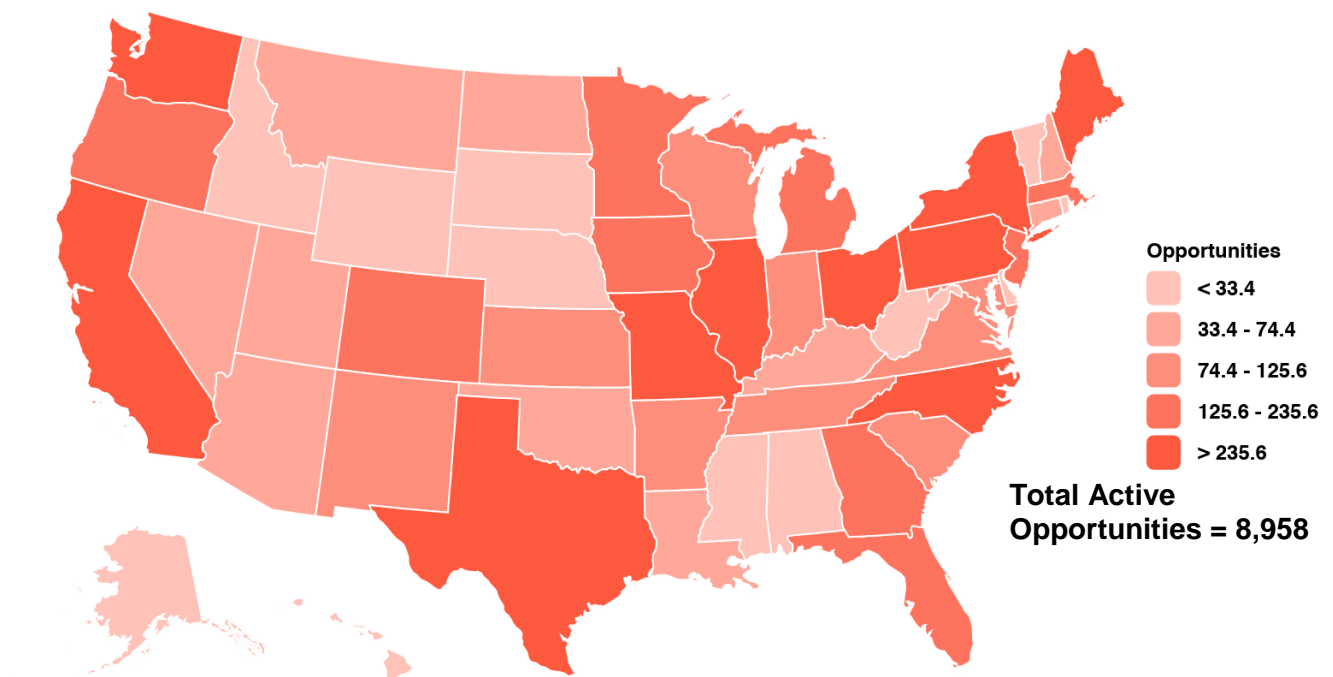 Opportunities
< 33.4
33.4 - 74.4
74.4 - 125.6
125.6 - 235.6
> 235.6
Total Active
Opportunities = 8,958